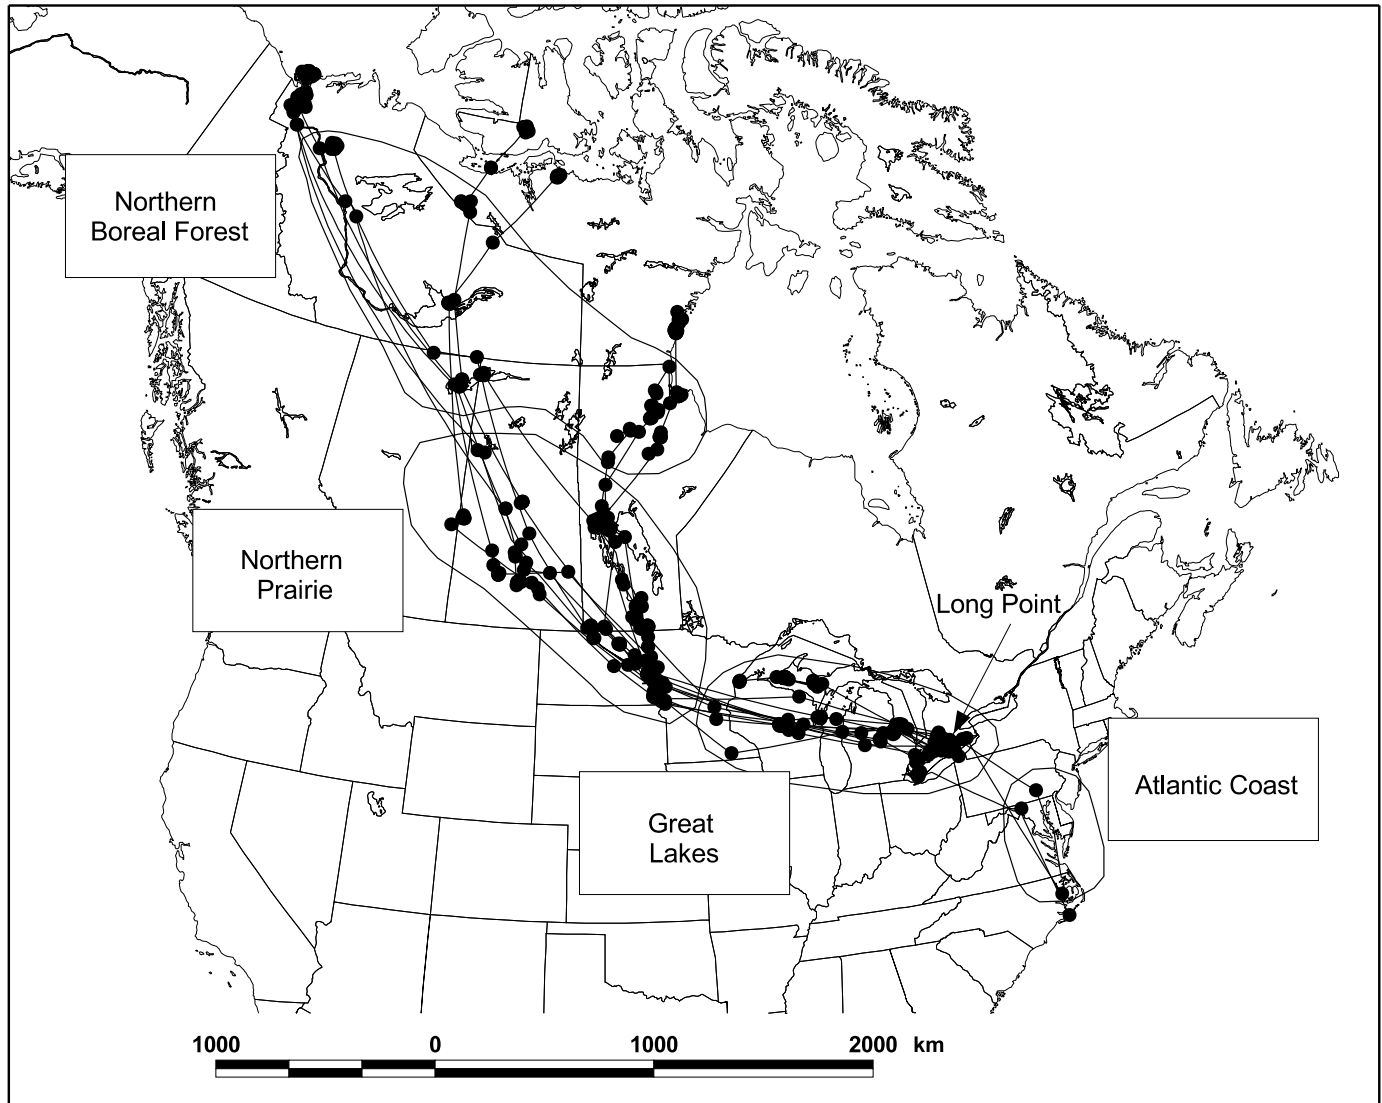 Northern
Boreal Forest
Northern
Prairie
Long Point
Atlantic Coast
Great
Lakes
1000 0 1000 2000 km